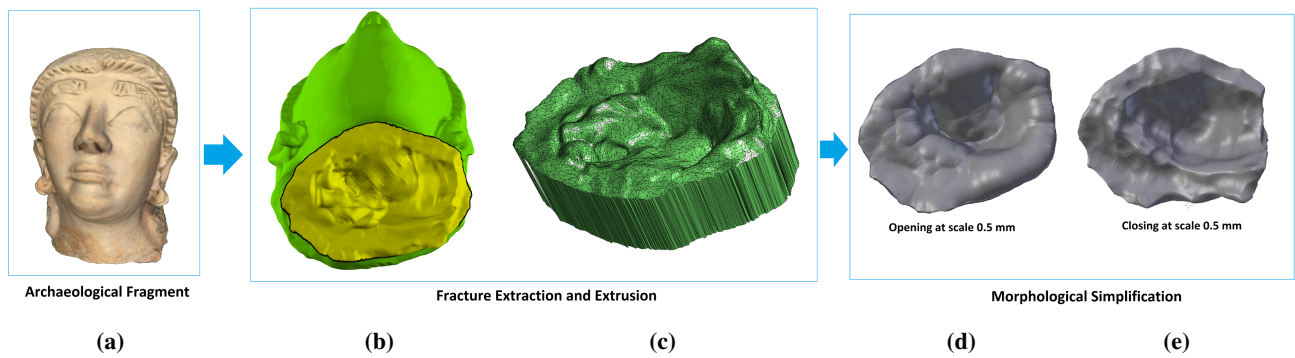 Opening at scale 0.5 mm
Closing at scale 0.5 mm
Archaeological Fragment
Fracture Extraction and Extrusion
Morphological Simplification
(a)
(b)
(c)
(d)
(e)